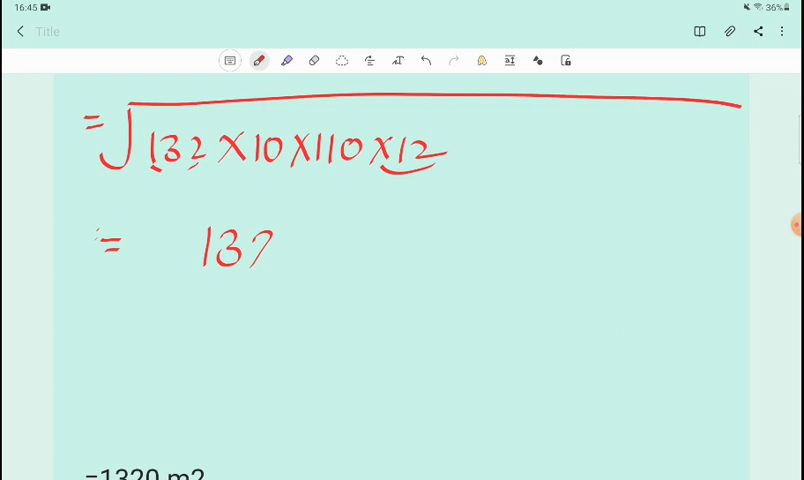 16:45
36%
Title
= √132 × 10 × 110 × 12
= 132
=1320 m2